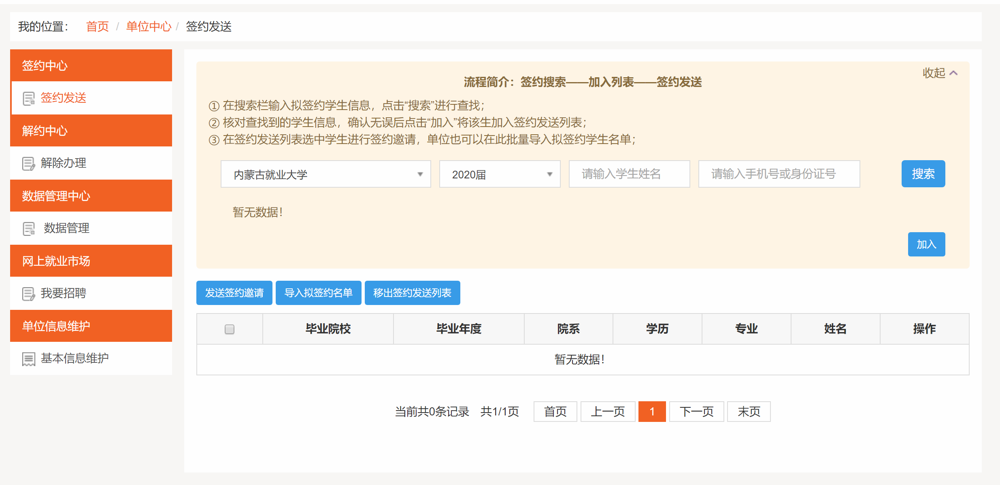 我的位置： 首页 / 单位中心 / 签约发送
签约中心
签约发送
解约中心
解除办理
数据管理中心
数据管理
网上就业市场
我要招聘
单位信息维护
基本信息维护
收起
流程简介：签约搜索——加入列表——签约发送
① 在搜索栏输入拟签约学生信息，点击“搜索”进行查找；
② 核对查找到的学生信息，确认无误后点击“加入”将该生加入签约发送列表；
③ 在签约发送列表选中学生进行签约邀请，单位也可以在此批量导入拟签约学生名单；
内蒙古就业大学 2020届 请输入学生姓名 请输入手机号或身份证号 搜索
暂无数据！
加入
发送签约邀请 导入拟签约名单 移出签约发送列表
毕业院校 毕业年度 院系 学历 专业 姓名 操作
暂无数据！
当前共0条记录 共1/1页 首页 上一页 1 下一页 末页